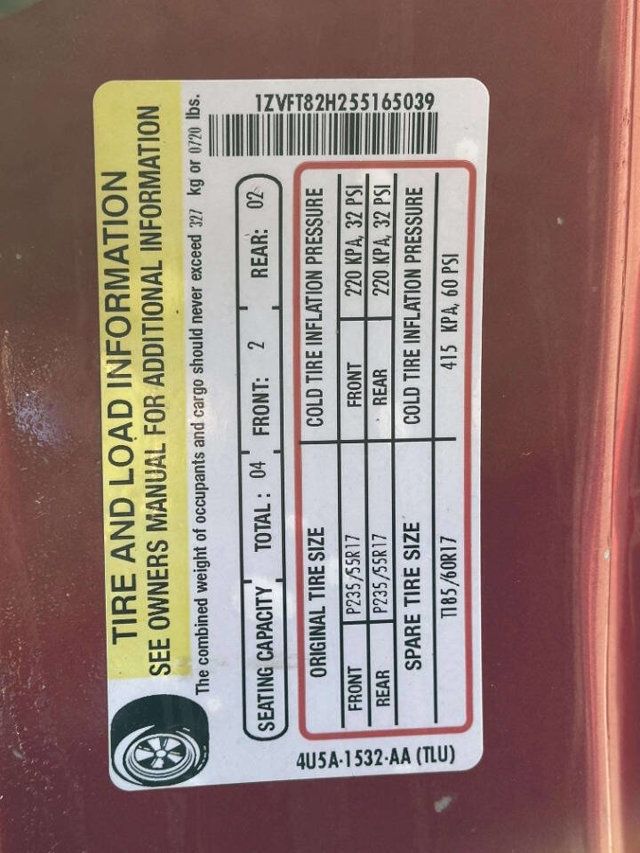 TIRE AND LOAD INFORMATION
SEE OWNERS MANUAL FOR ADDITIONAL INFORMATION
The combined weight of occupants and cargo should never exceed 327 kg or 0720 lbs.
SEATING CAPACITY TOTAL : 04 FRONT: 2 REAR: 02
1ZVFT82H255165039
ORIGINAL TIRE SIZE COLD TIRE INFLATION PRESSURE
FRONT P235/55R17 FRONT 220 KPA, 32 PSI
REAR P235/55R17 REAR 220 KPA, 32 PSI
SPARE TIRE SIZE COLD TIRE INFLATION PRESSURE
T185/60R17 415 KPA, 60 PSI
4U5A-1532-AA (TLU)